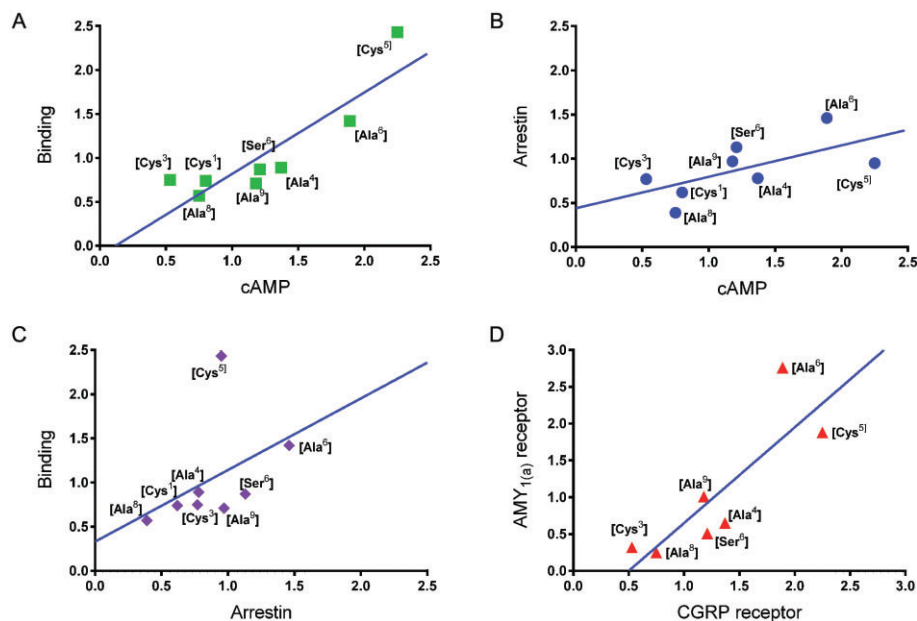 A
Binding
2.5
2.0
1.5
1.0
0.5
0.0
[Cys⁵]
[Ala⁶]
[Ser⁶]
[Cys³]
[Cys¹]
[Ala⁴]
[Ala⁹]
[Ala⁸]
0.0 0.5 1.0 1.5 2.0 2.5
cAMP
B
Arrestin
2.5
2.0
1.5
1.0
0.5
0.0
[Ala⁶]
[Ser⁶]
[Cys³]
[Ala⁹]
[Cys⁵]
[Cys¹]
[Ala⁴]
[Ala⁸]
0.0 0.5 1.0 1.5 2.0 2.5
cAMP
C
Binding
2.5
2.0
1.5
1.0
0.5
0.0
[Cys⁵]
[Ala⁶]
[Ala⁴]
[Cys¹]
[Ser⁶]
[Ala⁸]
[Cys³]
[Ala⁹]
0.0 0.5 1.0 1.5 2.0 2.5
Arrestin
D
AMY₁₍ₐ₎ receptor
3.0
2.5
2.0
1.5
1.0
0.5
0.0
[Ala⁶]
[Cys⁵]
[Ala⁹]
[Ala⁴]
[Cys³]
[Ser⁶]
[Ala⁸]
0.0 0.5 1.0 1.5 2.0 2.5 3.0
CGRP receptor